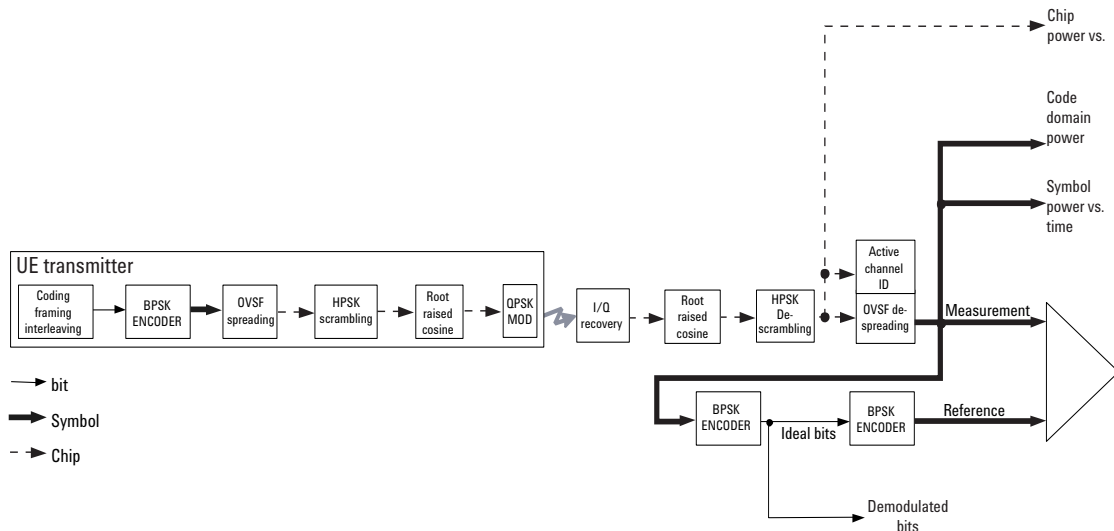 Chip
power vs.
Code
domain
power
Symbol
power vs.
time
UE transmitter
Coding
framing
interleaving
BPSK
ENCODER
OVSF
spreading
HPSK
scrambling
Root
raised
cosine
QPSK
MOD
I/Q
recovery
Root
raised
cosine
HPSK
De-
scrambling
Active
channel
ID
OVSF de-
spreading
Measurement
bit
Symbol
Chip
BPSK
ENCODER
Ideal bits
BPSK
ENCODER
Reference
Demodulated
bits